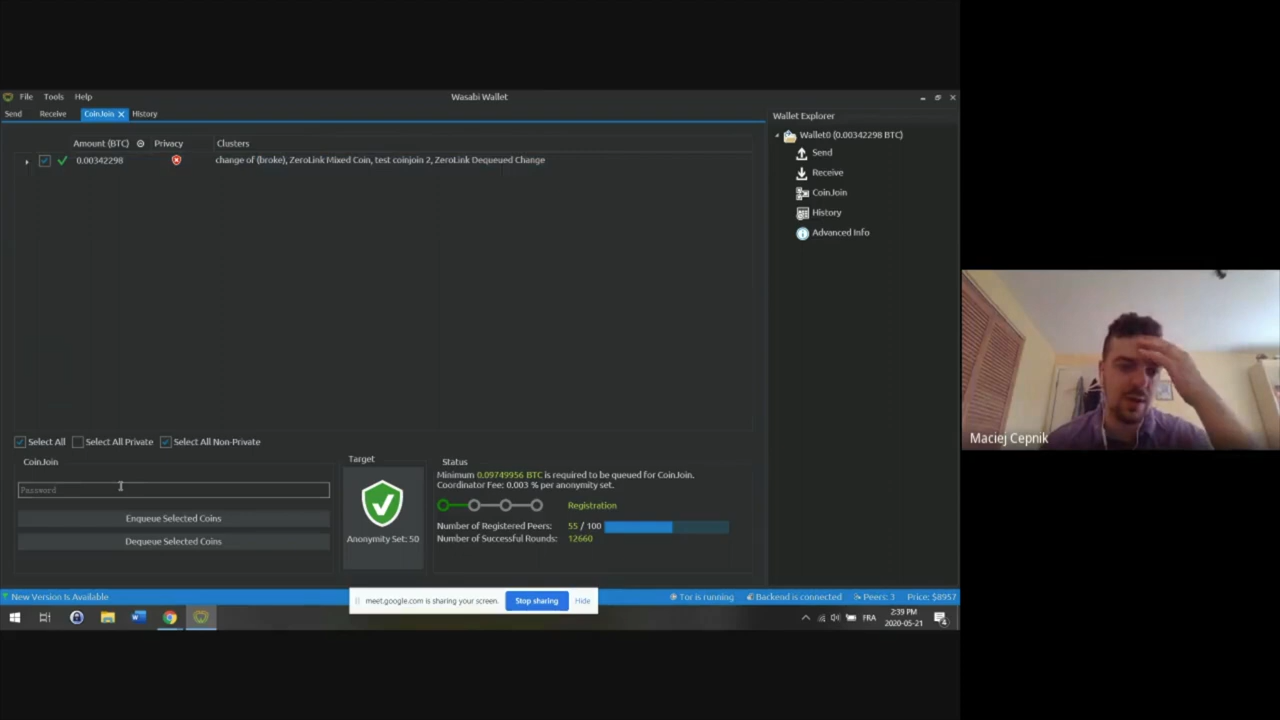 File Tools Help
Wasabi Wallet
Send Receive CoinJoin History
Wallet Explorer
Wallet0 (0.00342298 BTC)
Send
Receive
CoinJoin
History
Advanced Info
Amount (BTC) Privacy Clusters
0.00342298 change of (broke), ZeroLink Mixed Coin, test coinjoin 2, ZeroLink Dequeued Change
Select All Select All Private Select All Non-Private
CoinJoin
Password
Enqueue Selected Coins
Dequeue Selected Coins
Target
Anonymity Set: 50
Status
Minimum 0.09749956 BTC is required to be queued for CoinJoin.
Coordinator Fee: 0.003 % per anonymity set.
Registration
Number of Registered Peers: 55 / 100
Number of Successful Rounds: 12660
Maciej Cepnik
New Version Is Available
meet.google.com is sharing your screen. Stop sharing Hide
Tor is running Backend is connected Peers: 3 Price: $8957
FRA
2:39 PM
2020-05-21